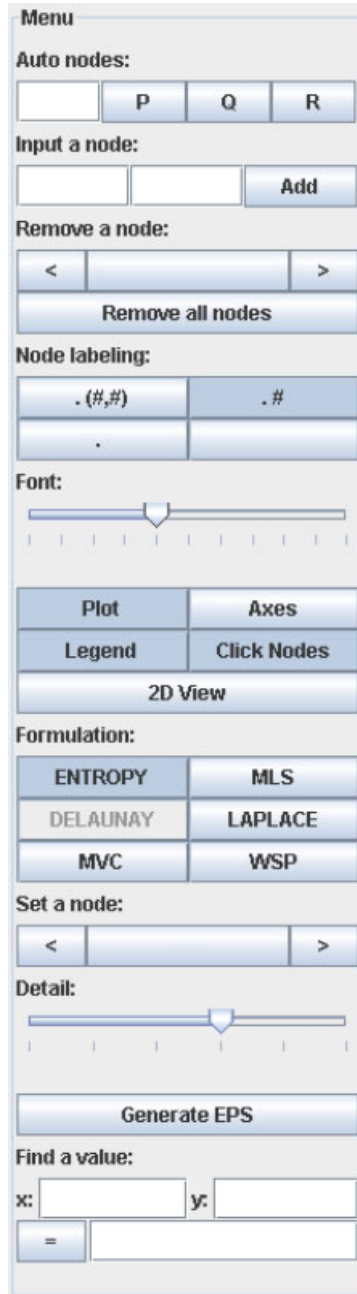 Menu
Auto nodes:
P Q R
Input a node:
Add
Remove a node:
< >
Remove all nodes
Node labeling:
. (#,#) . #
.
Font:
Plot Axes
Legend Click Nodes
2D View
Formulation:
ENTROPY MLS
DELAUNAY LAPLACE
MVC WSP
Set a node:
< >
Detail:
Generate EPS
Find a value:
x: y:
=